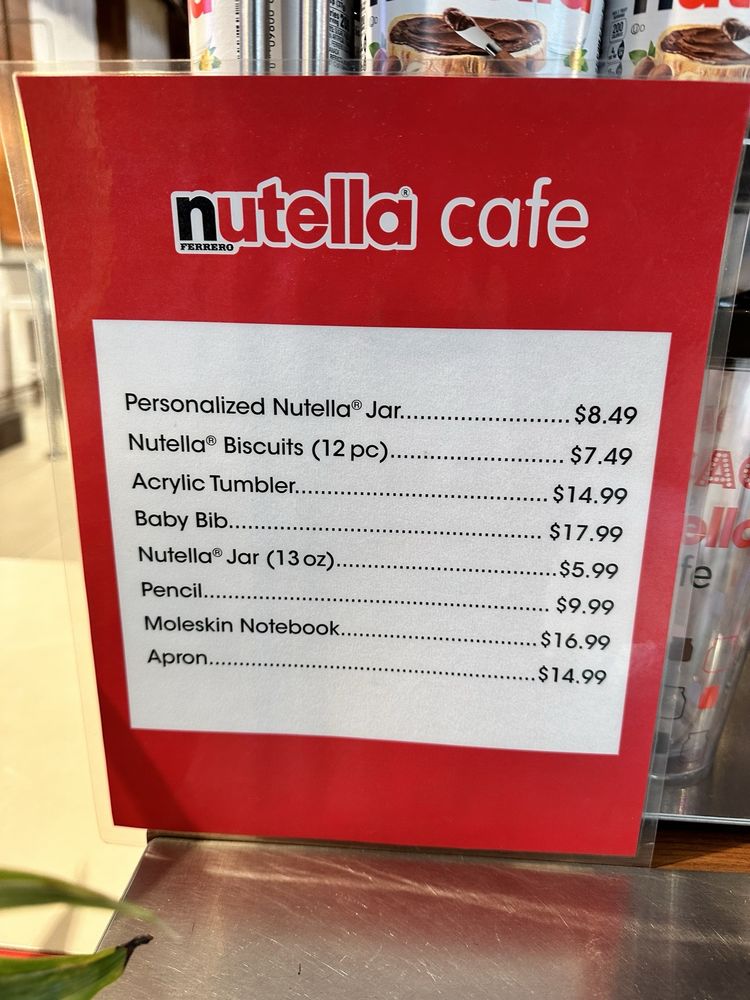 nutella® cafe
FERRERO
Personalized Nutella® Jar........................... $8.49
Nutella® Biscuits (12 pc)........................... $7.49
Acrylic Tumbler....................................... $14.99
Baby Bib................................................ $17.99
Nutella® Jar (13 oz)..................................$5.99
Pencil..................................................... $9.99
Moleskin Notebook.............................$16.99
Apron..................................................$14.99